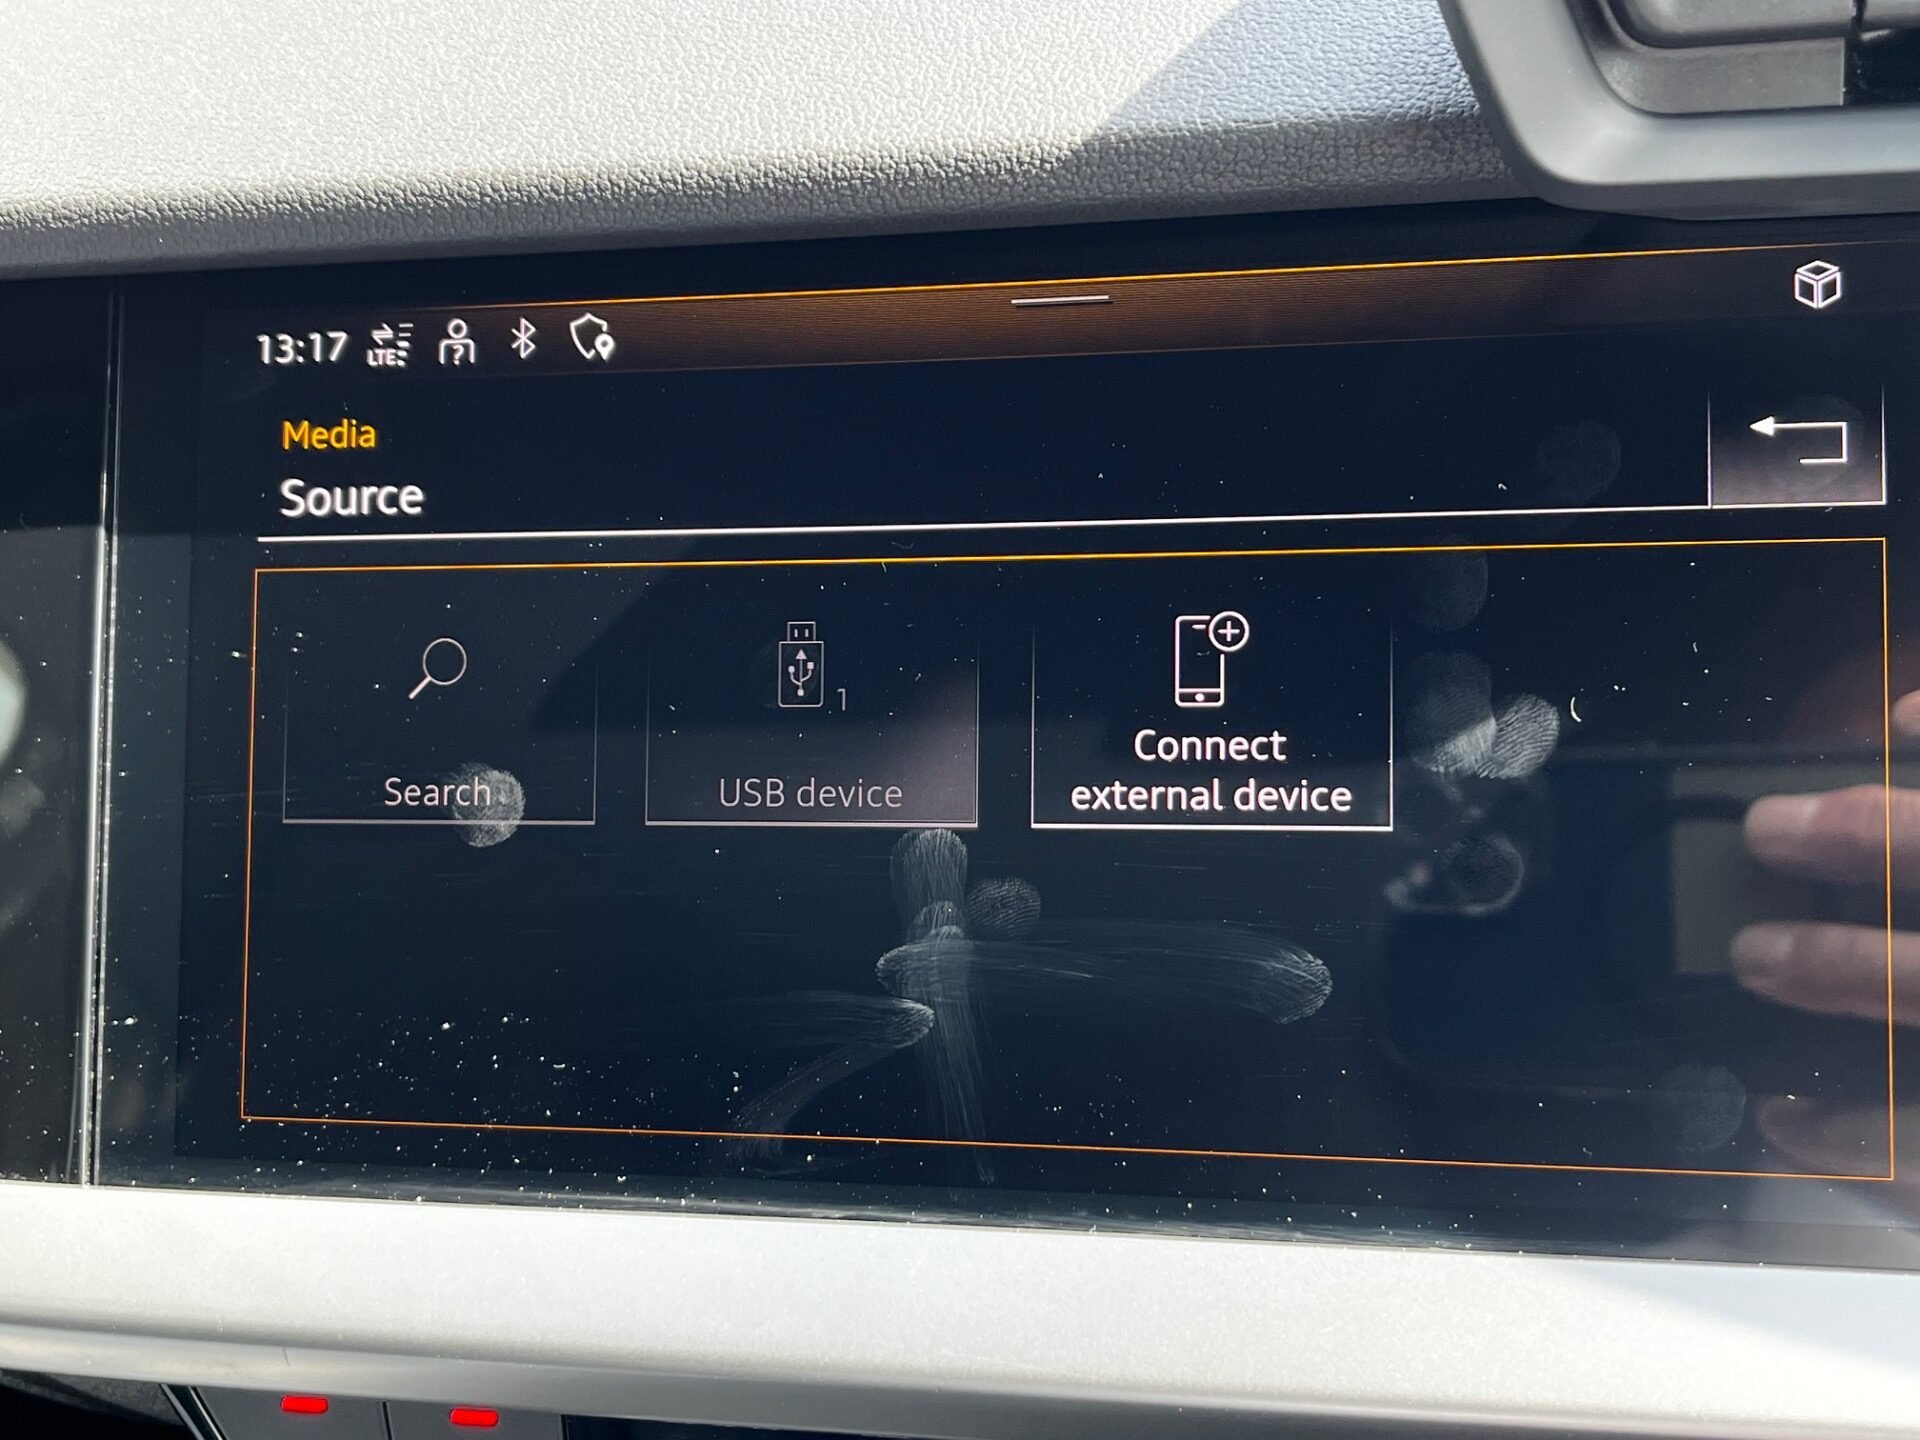 13:17 LTE
Media
Source
1
Search
USB device
Connect
external device